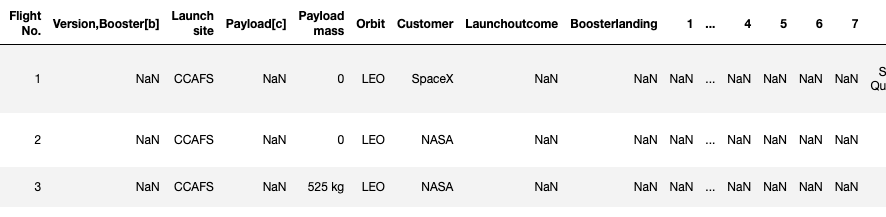 Flight No. Version,Booster[b] Launch site Payload[c] Payload mass Orbit Customer Launchoutcome Boosterlanding 1 ... 4 5 6 7
1 NaN CCAFS NaN 0 LEO SpaceX NaN NaN NaN ... NaN NaN NaN NaN
2 NaN CCAFS NaN 0 LEO NASA NaN NaN NaN ... NaN NaN NaN NaN
3 NaN CCAFS NaN 525 kg LEO NASA NaN NaN NaN ... NaN NaN NaN NaN